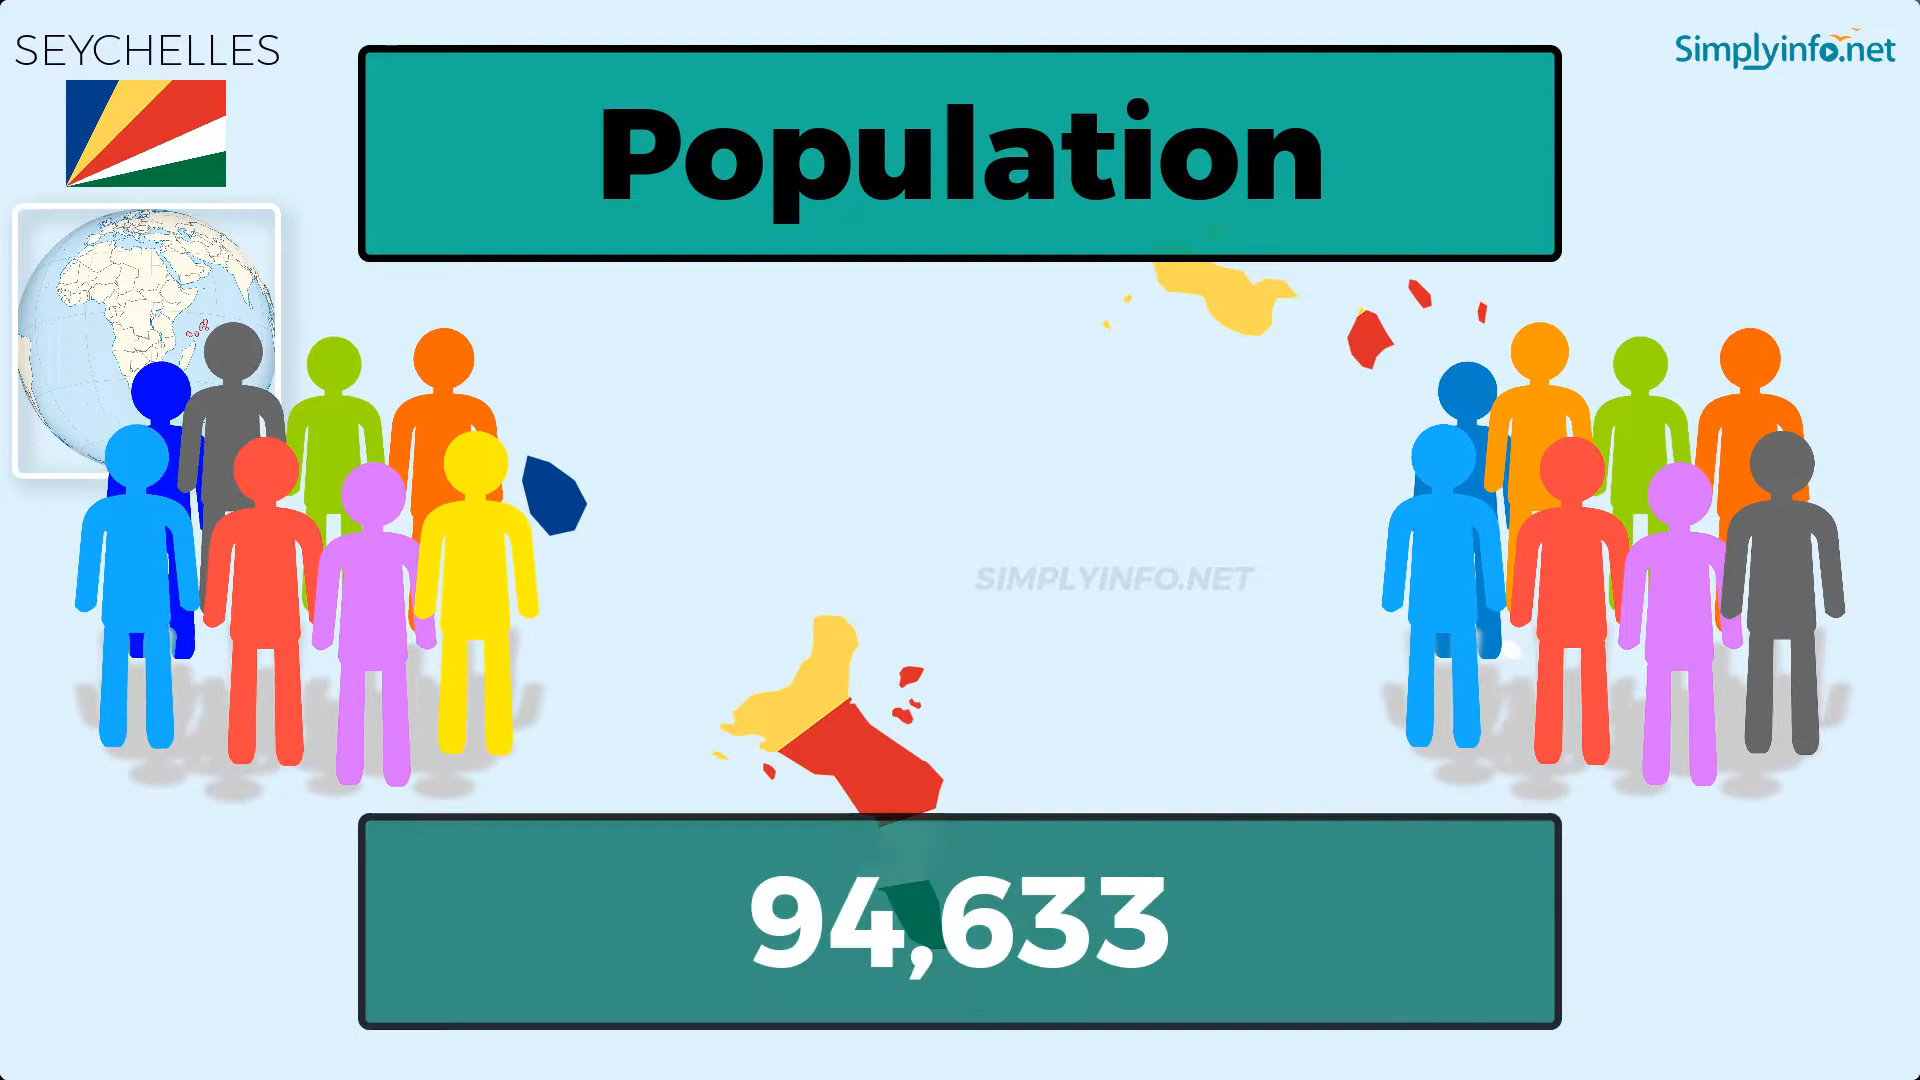 SEYCHELLES
Simplyinfo.net
Population
SIMPLYINFO.NET
94,633